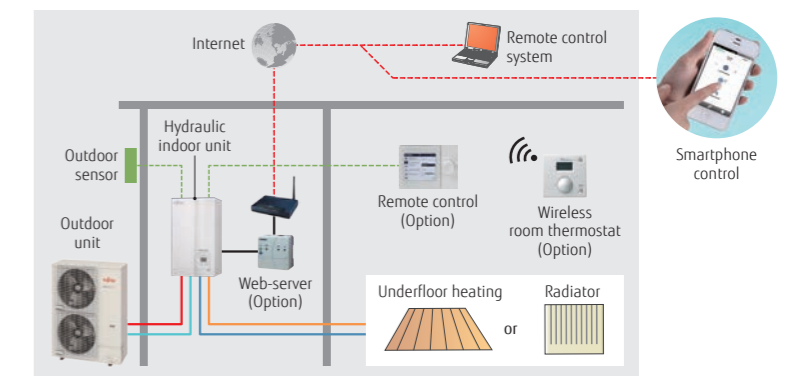 Internet
Remote control
system
Hydraulic
indoor unit
Outdoor
sensor
Smartphone
control
Remote control
(Option)
Wireless
room thermostat
(Option)
Outdoor
unit
Web-server
(Option)
Underfloor heating
Radiator
or